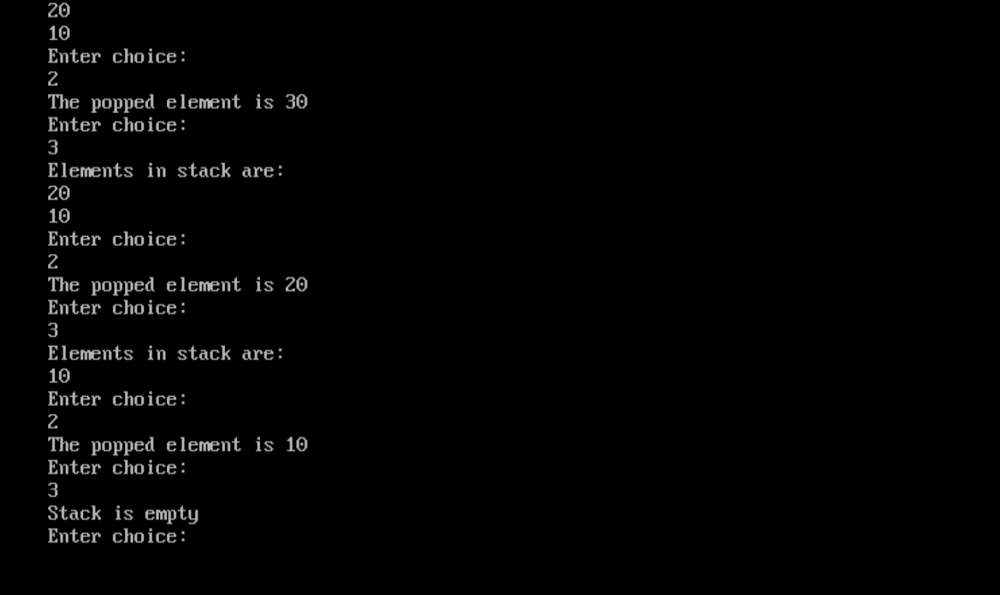 20
10
Enter choice:
2
The popped element is 30
Enter choice:
3
Elements in stack are:
20
10
Enter choice:
2
The popped element is 20
Enter choice:
3
Elements in stack are:
10
Enter choice:
2
The popped element is 10
Enter choice:
3
Stack is empty
Enter choice: